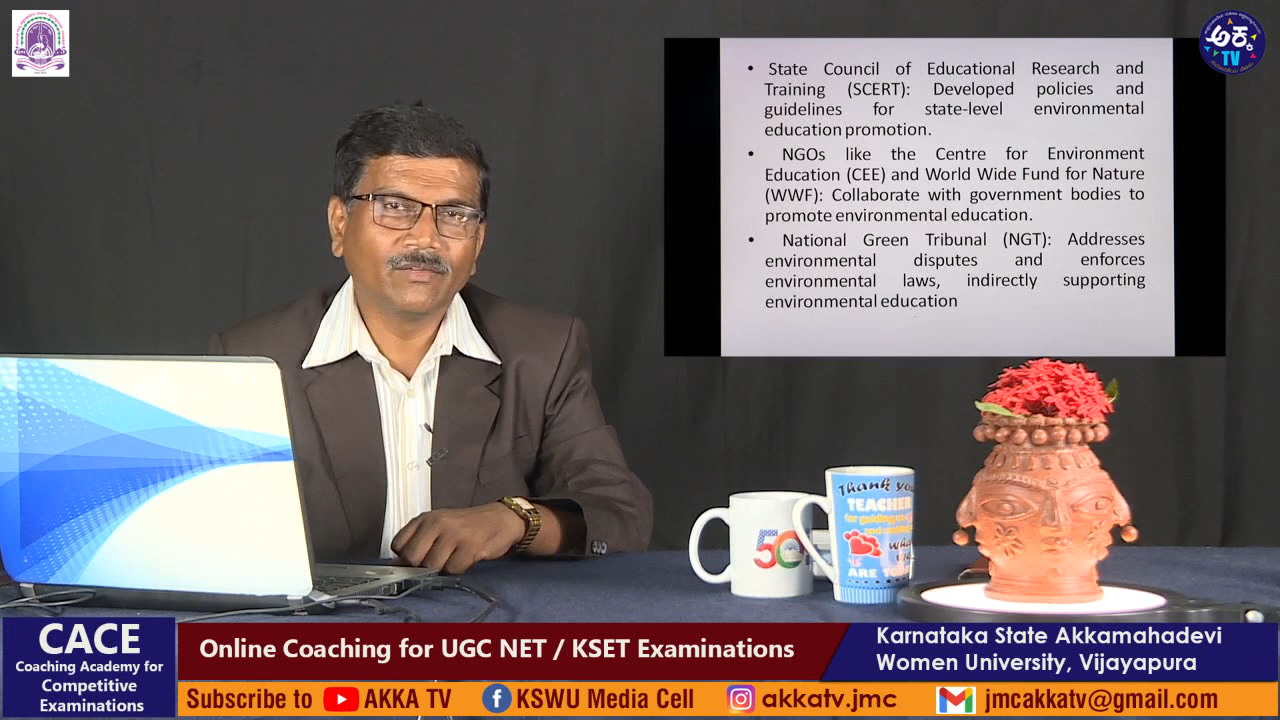 ಅಕ್ಕ
TV
• State Council of Educational Research and
Training (SCERT): Developed policies and
guidelines for state-level environmental
education promotion.
• NGOs like the Centre for Environment
Education (CEE) and World Wide Fund for Nature
(WWF): Collaborate with government bodies to
promote environmental education.
• National Green Tribunal (NGT): Addresses
environmental disputes and enforces
environmental laws, indirectly supporting
environmental education
Thank you
TEACHER
for guiding
ARE
50
CACE
Coaching Academy for
Competitive
Examinations
Online Coaching for UGC NET / KSET Examinations
Karnataka State Akkamahadevi
Women University, Vijayapura
Subscribe to AKKA TV KSWU Media Cell akkatv.jmc jmcakkatv@gmail.com